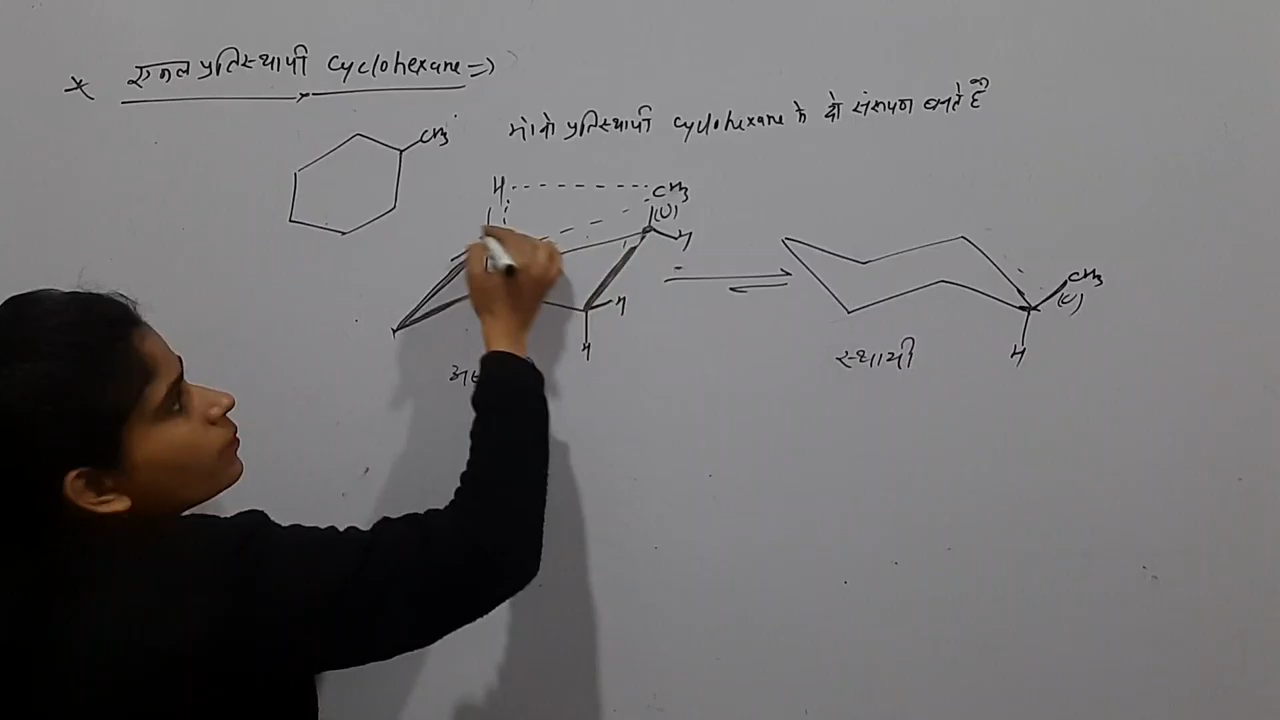 * एकल प्रतिस्थापी cyclohexane =>
CH3
मोनो प्रतिस्थापी cyclohexane के दो संरूपण बनते है
H
CH3
(U)
H
H
H
CH3
(U)
H
स्थायी